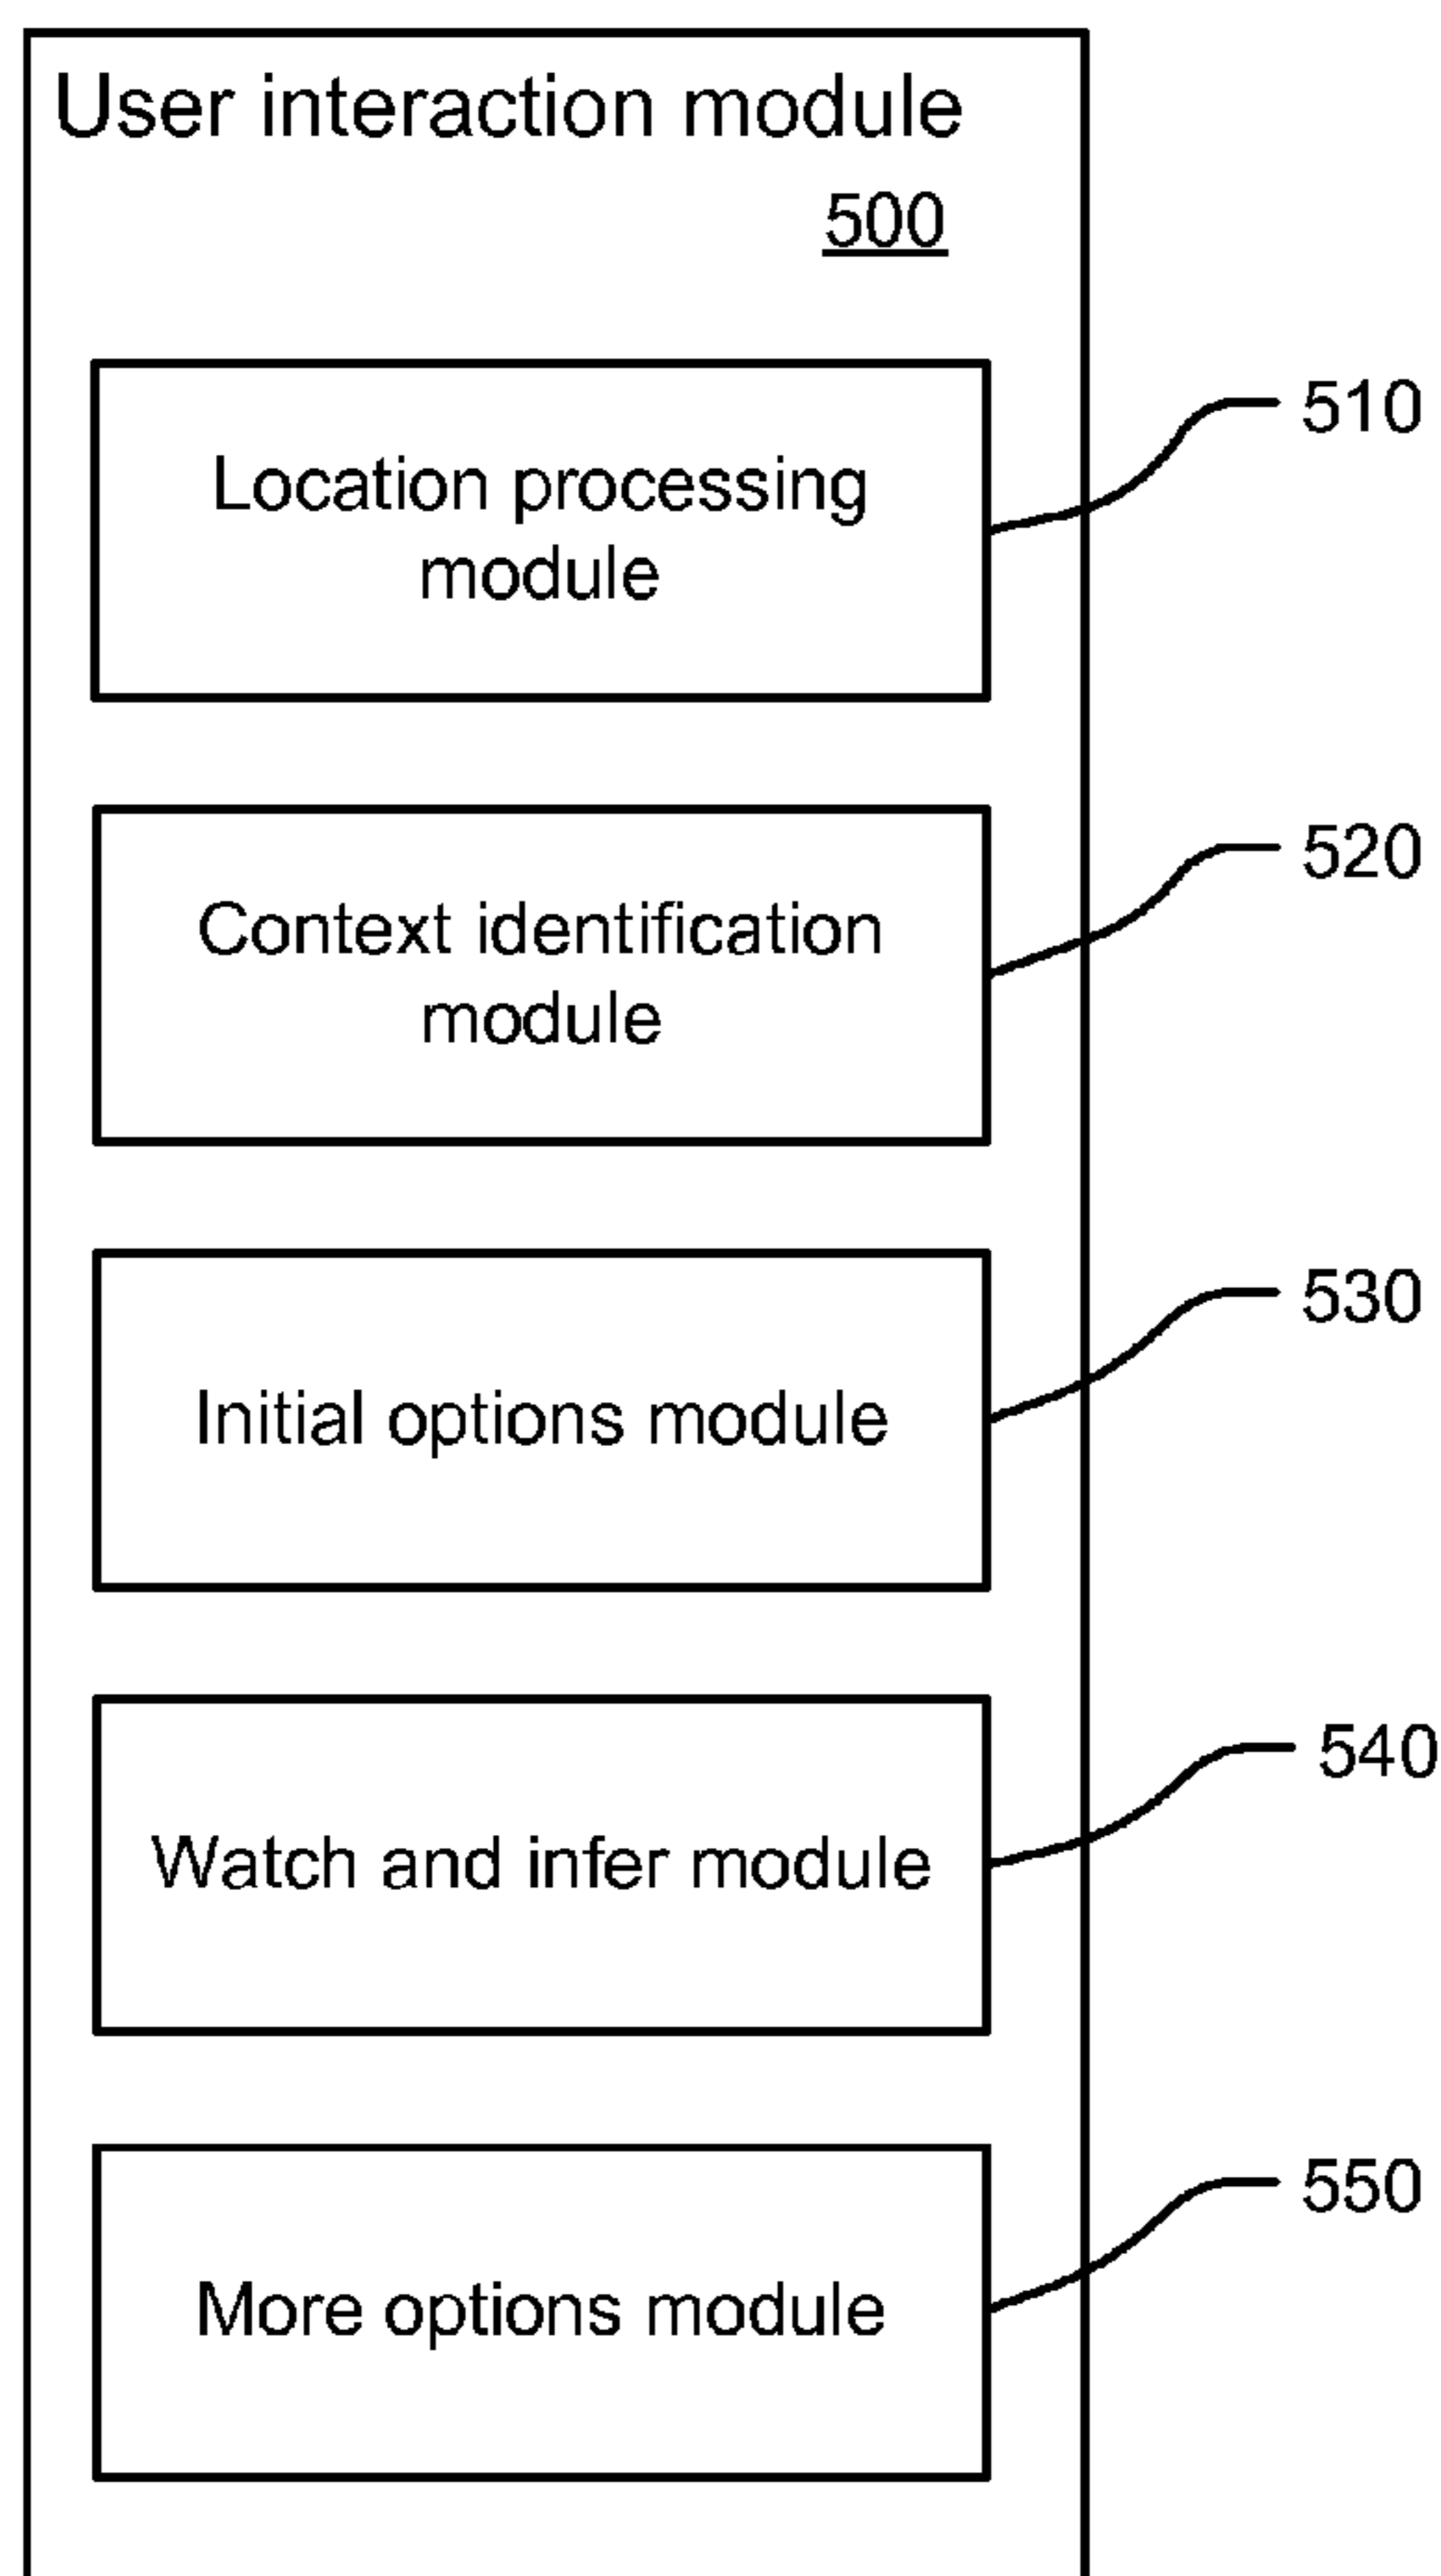 User interaction module
500
Location processing
module
510
Context identification
module
520
Initial options module
530
Watch and infer module
540
More options module
550